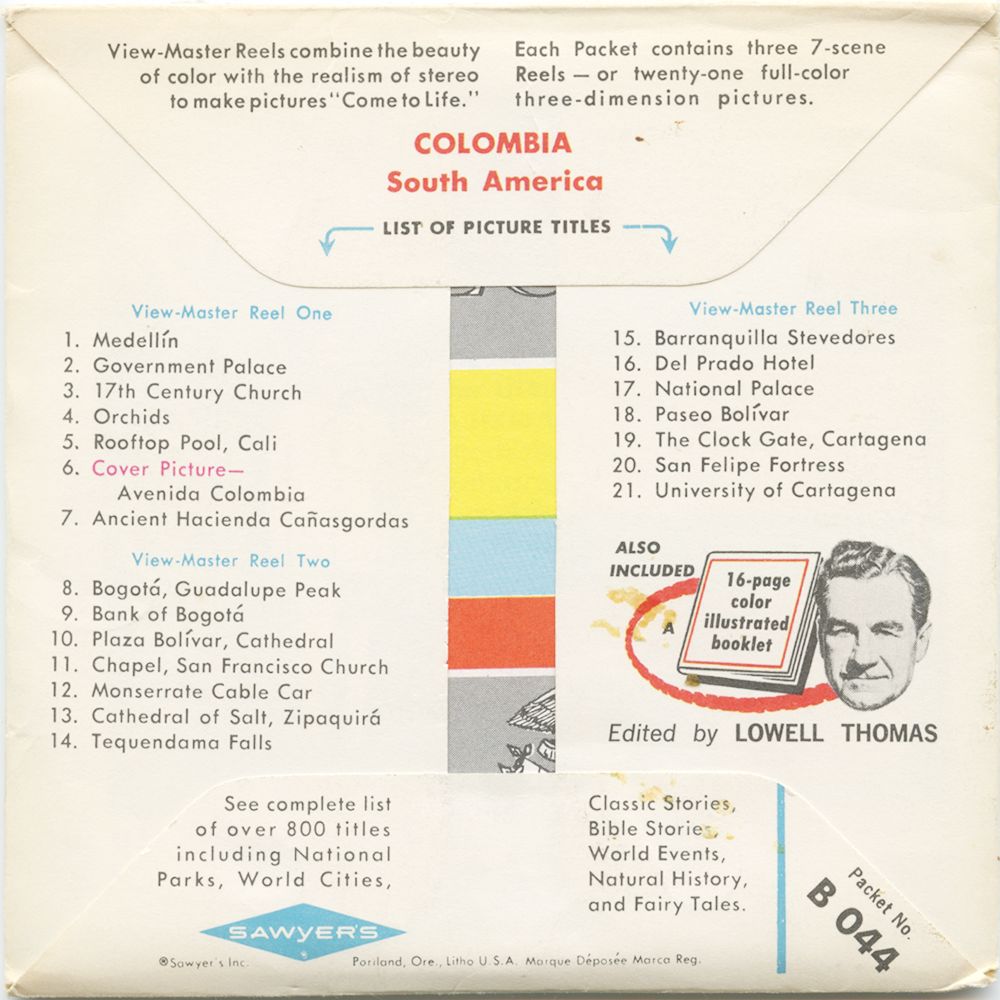 View-Master Reels combine the beauty
of color with the realism of stereo
to make pictures "Come to Life."
Each Packet contains three 7-scene
Reels — or twenty-one full-color
three-dimension pictures.
COLOMBIA
South America
LIST OF PICTURE TITLES
View-Master Reel One
1. Medellín
2. Government Palace
3. 17th Century Church
4. Orchids
5. Rooftop Pool, Cali
6. Cover Picture—
Avenida Colombia
7. Ancient Hacienda Cañasgordas
View-Master Reel Two
8. Bogotá, Guadalupe Peak
9. Bank of Bogotá
10. Plaza Bolívar, Cathedral
11. Chapel, San Francisco Church
12. Monserrate Cable Car
13. Cathedral of Salt, Zipaquirá
14. Tequendama Falls
View-Master Reel Three
15. Barranquilla Stevedores
16. Del Prado Hotel
17. National Palace
18. Paseo Bolívar
19. The Clock Gate, Cartagena
20. San Felipe Fortress
21. University of Cartagena
ALSO
INCLUDED
A
16-page
color
illustrated
booklet
Edited by LOWELL THOMAS
See complete list
of over 800 titles
including National
Parks, World Cities,
Classic Stories,
Bible Stories,
World Events,
Natural History,
and Fairy Tales.
SAWYER'S
®Sawyer's Inc.
Portland, Ore., Litho U.S.A. Marque Déposée Marca Reg.
Packet No.
B 044